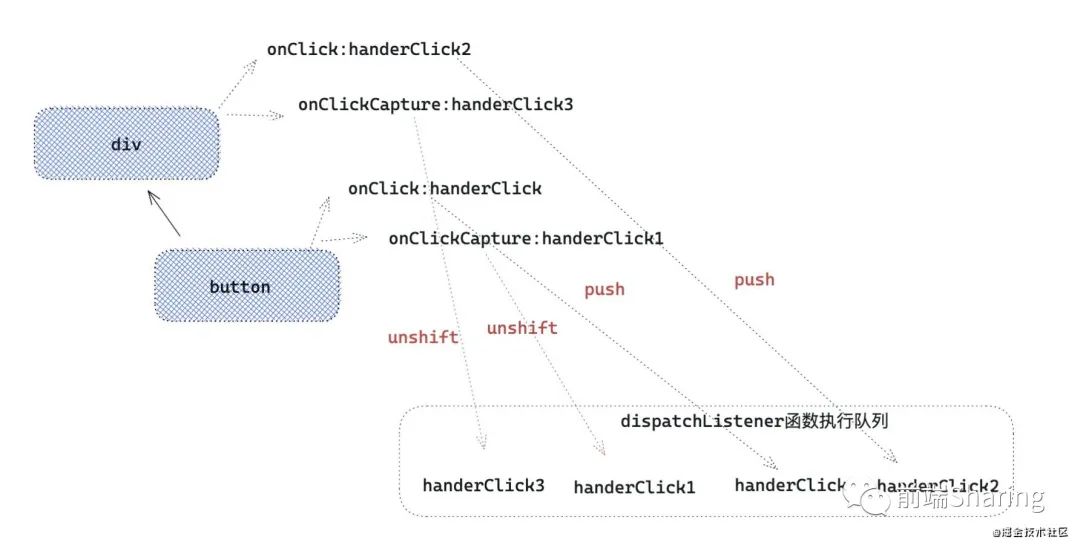 onClick:handerClick2
onClickCapture:handerClick3
div
onClick:handerClick
onClickCapture:handerClick1
button
push
push
unshift
unshift
dispatchListener函数执行队列
handerClick3
handerClick1
handerClick
handerClick2
前端Sharing
@掘金技术社区